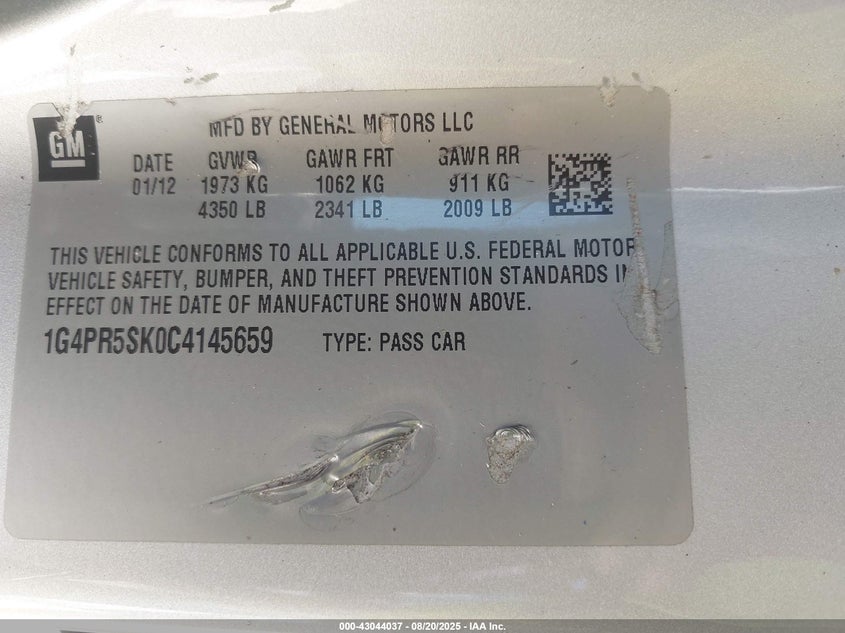 GM®
MFD BY GENERAL MOTORS LLC
DATE GVWR GAWR FRT GAWR RR
01/12 1973 KG 1062 KG 911 KG
4350 LB 2341 LB 2009 LB
THIS VEHICLE CONFORMS TO ALL APPLICABLE U.S. FEDERAL MOTOR
VEHICLE SAFETY, BUMPER, AND THEFT PREVENTION STANDARDS IN
EFFECT ON THE DATE OF MANUFACTURE SHOWN ABOVE.
1G4PR5SK0C4145659 TYPE: PASS CAR
000-43044037 - 08/20/2025 - IAA Inc.